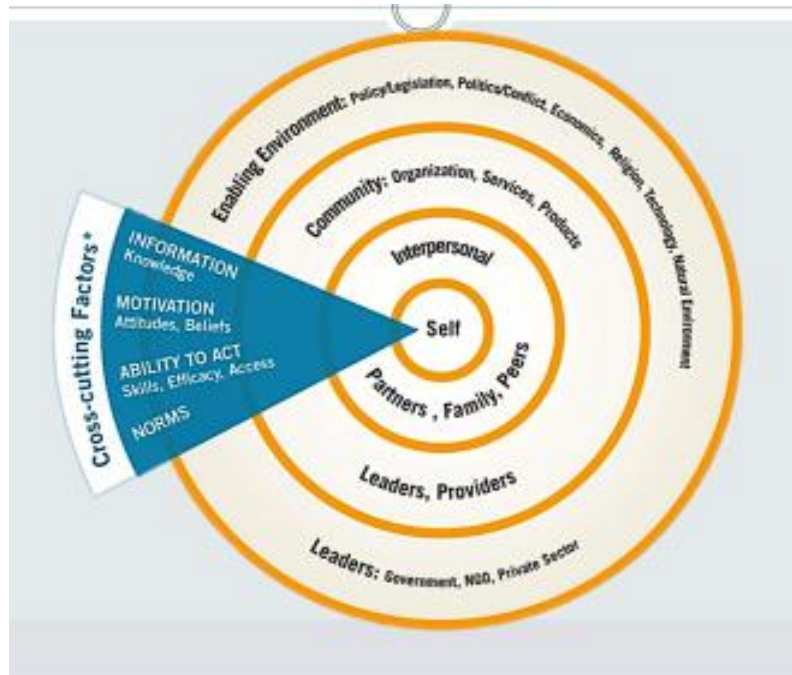 Enabling Environment: Policy/Legislation, Politics/Conflict, Economics, Religion, Technology, Natural Environment
Community: Organization, Services, Products
Interpersonal
Self
Partners , Family, Peers
Leaders, Providers
Leaders: Government, NGO, Private Sector
Cross-cutting Factors*
INFORMATION
Knowledge
MOTIVATION
Attitudes, Beliefs
ABILITY TO ACT
Skills, Efficacy, Access
NORMS